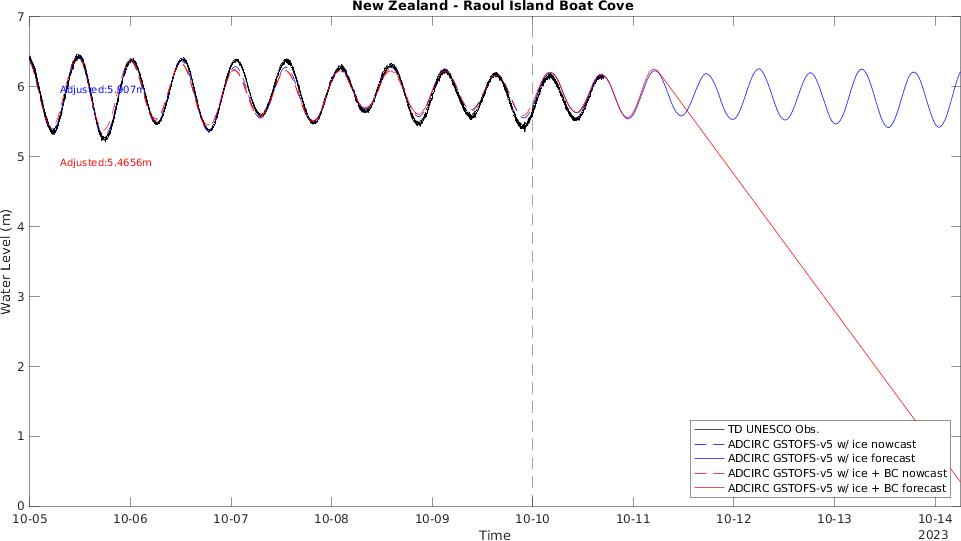 New Zealand - Raoul Island Boat Cove
7
6
5
4
3
2
1
0
Water Level (m)
Adjusted:5.907m
Adjusted:5.4656m
TD UNESCO Obs.
ADCIRC GSTOFS-v5 w/ ice nowcast
ADCIRC GSTOFS-v5 w/ ice forecast
ADCIRC GSTOFS-v5 w/ ice + BC nowcast
ADCIRC GSTOFS-v5 w/ ice + BC forecast
10-05 10-06 10-07 10-08 10-09 10-10 10-11 10-12 10-13 10-14
2023
Time